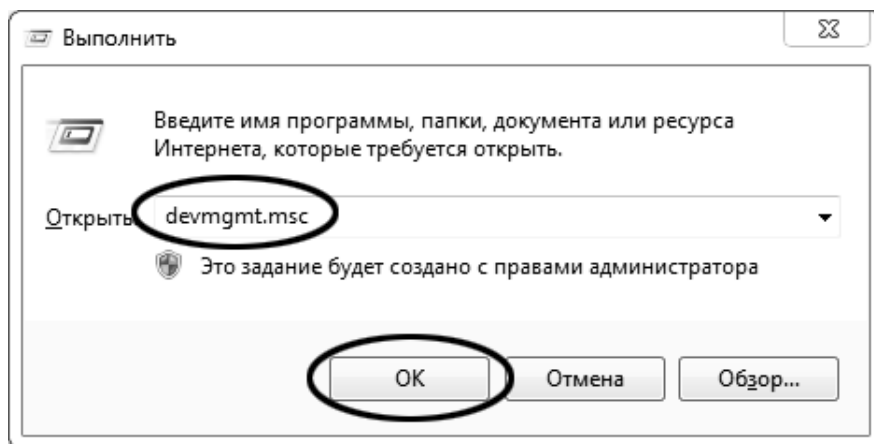 Выполнить
Введите имя программы, папки, документа или ресурса
Интернета, которые требуется открыть.
Открыть devmgmt.msc
Это задание будет создано с правами администратора
OK Отмена Обзор...